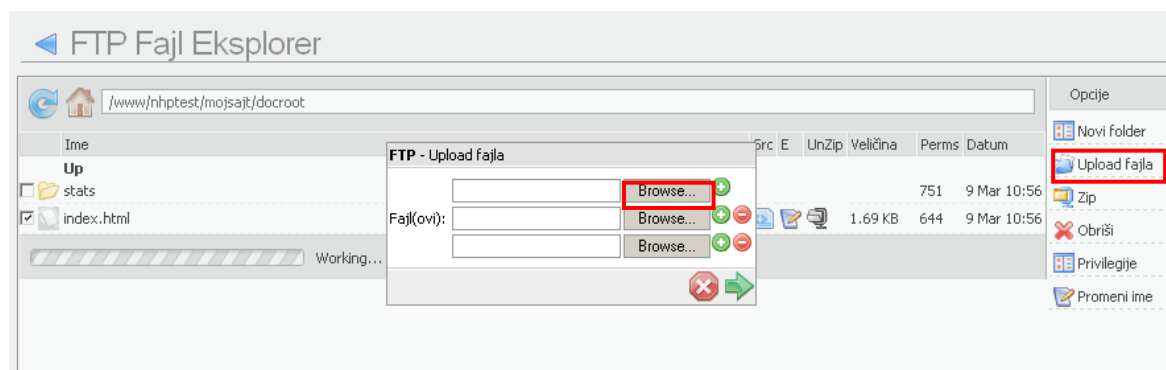 FTP Fajl Eksplorer
/www/nhptest/mojsajt/docroot
Opcije
Ime Src E UnZip Veličina Perms Datum
Novi folder
FTP - Upload fajla
Up
Upload fajla
stats Browse... 751 9 Mar 10:56
Zip
index.html Fajl(ovi): Browse... 1.69 KB 644 9 Mar 10:56
Obriši
Browse...
Working...
Privilegije
Promeni ime